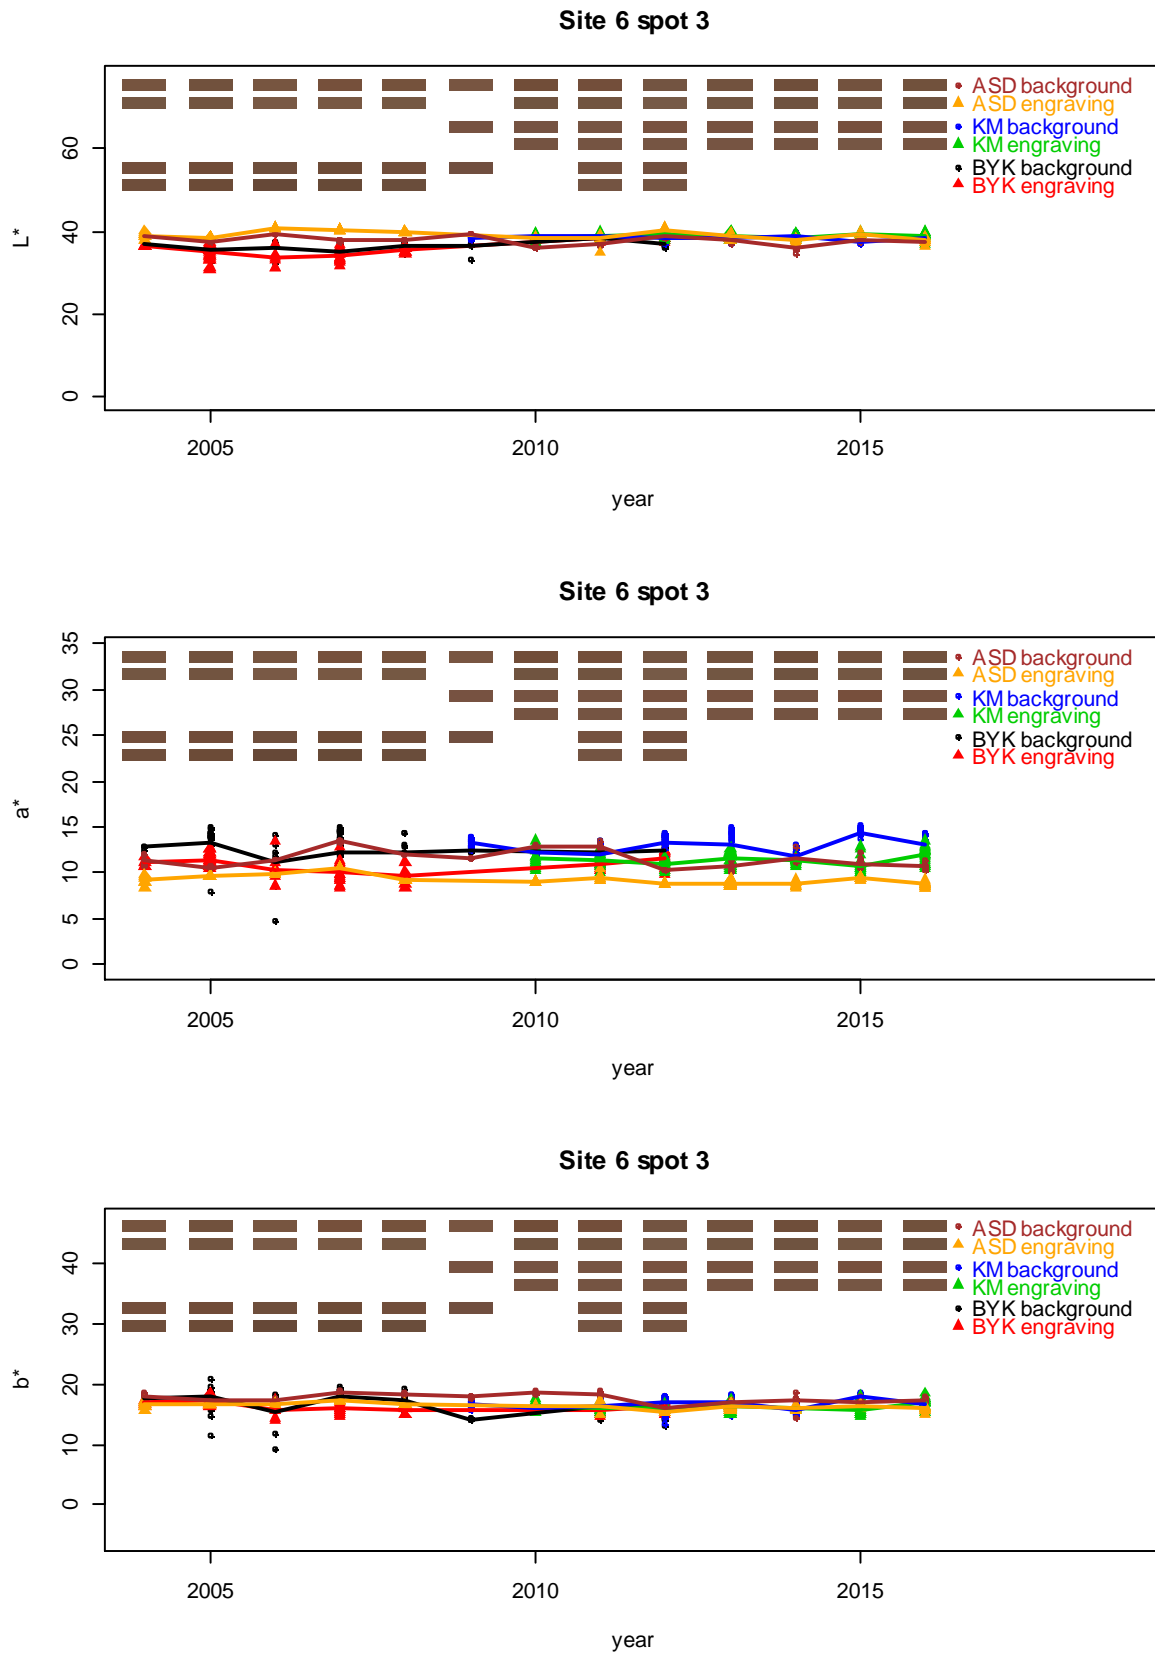 Site 6 spot 3
ASD background
ASD engraving
KM background
KM engraving
BYK background
BYK engraving
L*
60
40
20
0
2005 2010 2015
year
Site 6 spot 3
ASD background
ASD engraving
KM background
KM engraving
BYK background
BYK engraving
a*
35
30
25
20
15
10
5
0
2005 2010 2015
year
Site 6 spot 3
ASD background
ASD engraving
KM background
KM engraving
BYK background
BYK engraving
b*
40
30
20
10
0
2005 2010 2015
year